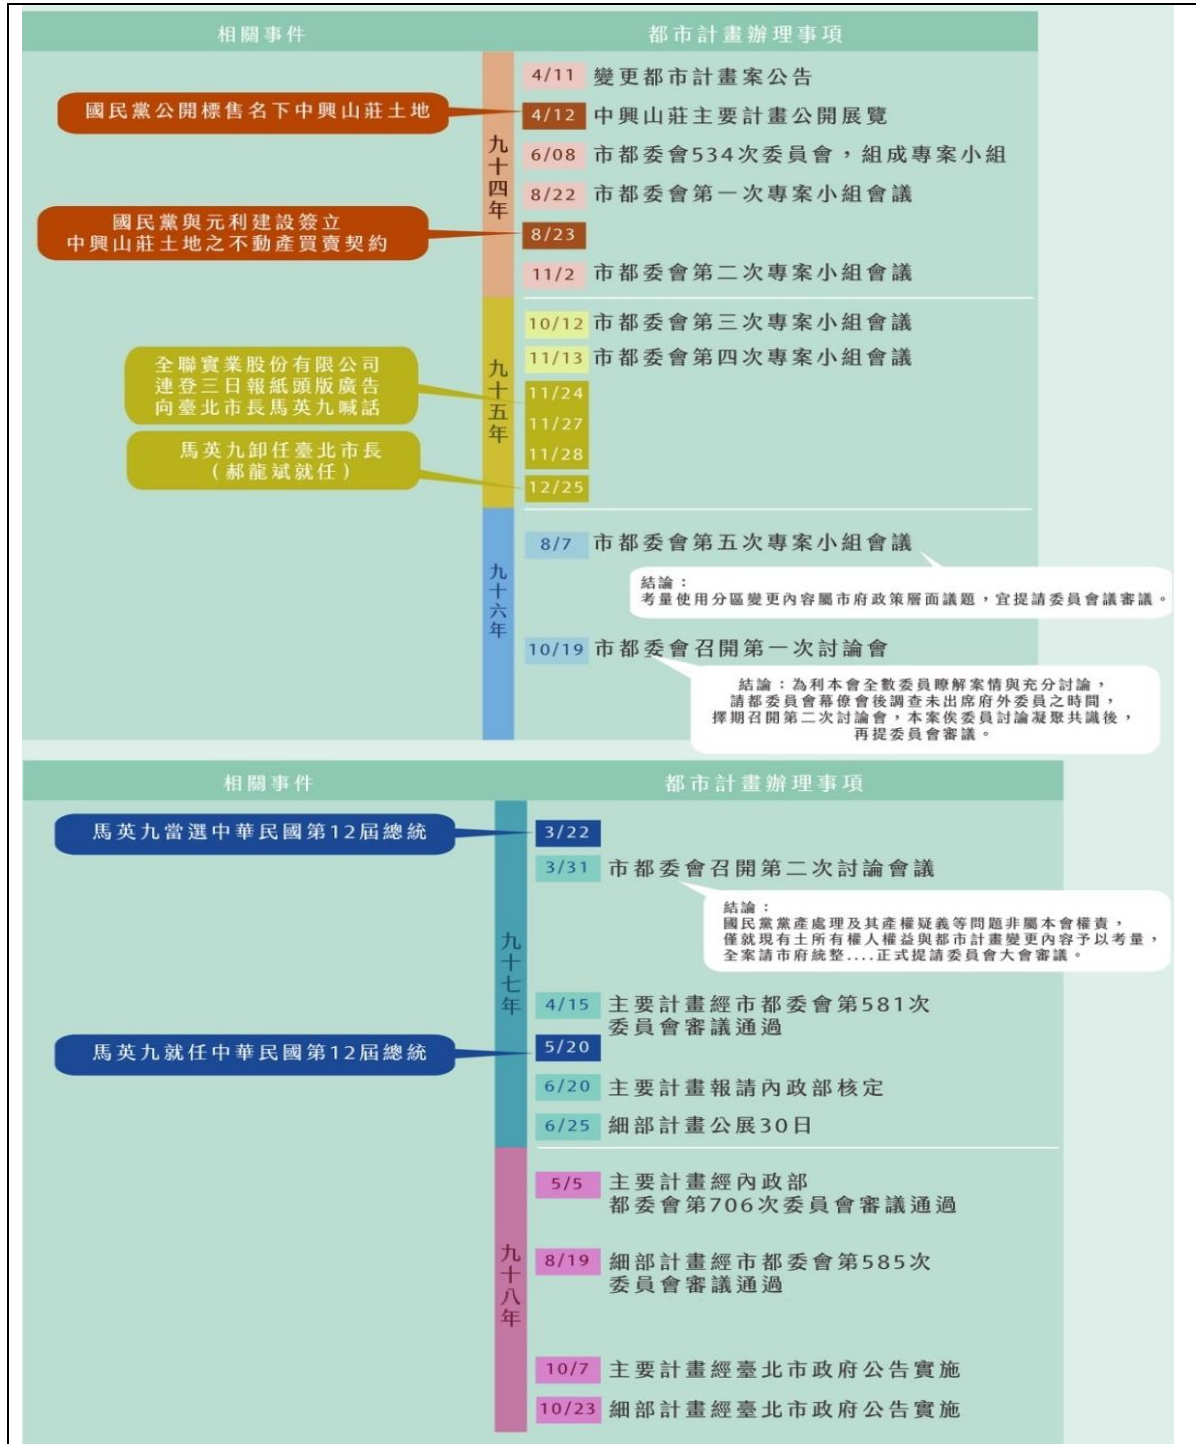 相關事件
都市計畫辦理事項
九十四年
4/11 變更都市計畫案公告
國民黨公開標售名下中興山莊土地
4/12 中興山莊主要計畫公開展覽
6/08 市都委會534次委員會，組成專案小組
8/22 市都委會第一次專案小組會議
國民黨與元利建設簽立
中興山莊土地之不動產買賣契約
8/23
11/2 市都委會第二次專案小組會議
九十五年
10/12 市都委會第三次專案小組會議
11/13 市都委會第四次專案小組會議
全聯實業股份有限公司
連登三日報紙頭版廣告
向臺北市長馬英九喊話
11/24
11/27
11/28
馬英九卸任臺北市長
（郝龍斌就任）
12/25
九十六年
8/7 市都委會第五次專案小組會議
結論：
考量使用分區變更內容屬市府政策層面議題，宜提請委員會議審議。
10/19 市都委會召開第一次討論會
結論：為利本會全數委員瞭解案情與充分討論，
請都委員會幕僚會後調查未出席府外委員之時間，
擇期召開第二次討論會，本案俟委員討論凝聚共識後，
再提委員會審議。
相關事件
都市計畫辦理事項
九十七年
馬英九當選中華民國第12屆總統
3/22
3/31 市都委會召開第二次討論會議
結論：
國民黨黨產處理及其產權疑義等問題非屬本會權責，
僅就現有土所有權人權益與都市計畫變更內容予以考量，
全案請市府統整....正式提請委員會大會審議。
4/15 主要計畫經市都委會第581次
委員會審議通過
馬英九就任中華民國第12屆總統
5/20
6/20 主要計畫報請內政部核定
6/25 細部計畫公展30日
九十八年
5/5 主要計畫經內政部
都委會第706次委員會審議通過
8/19 細部計畫經市都委會第585次
委員會審議通過
10/7 主要計畫經臺北市政府公告實施
10/23 細部計畫經臺北市政府公告實施